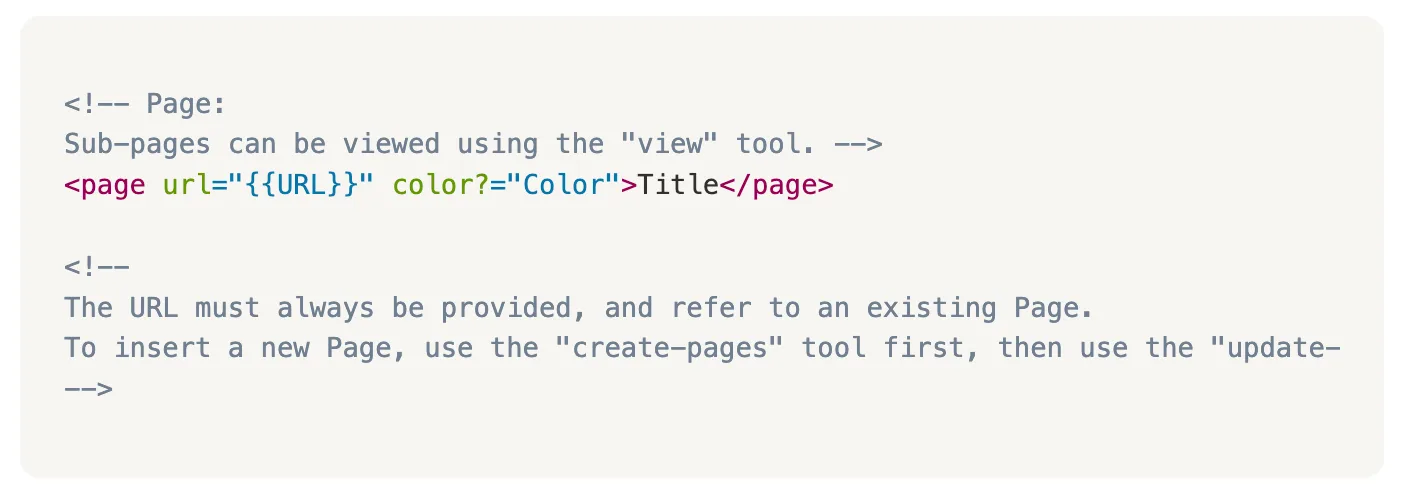 <!-- Page:
Sub-pages can be viewed using the "view" tool. -->
<page url="{{URL}}" color?="Color">Title</page>
<!--
The URL must always be provided, and refer to an existing Page.
To insert a new Page, use the "create-pages" tool first, then use the "update-
-->